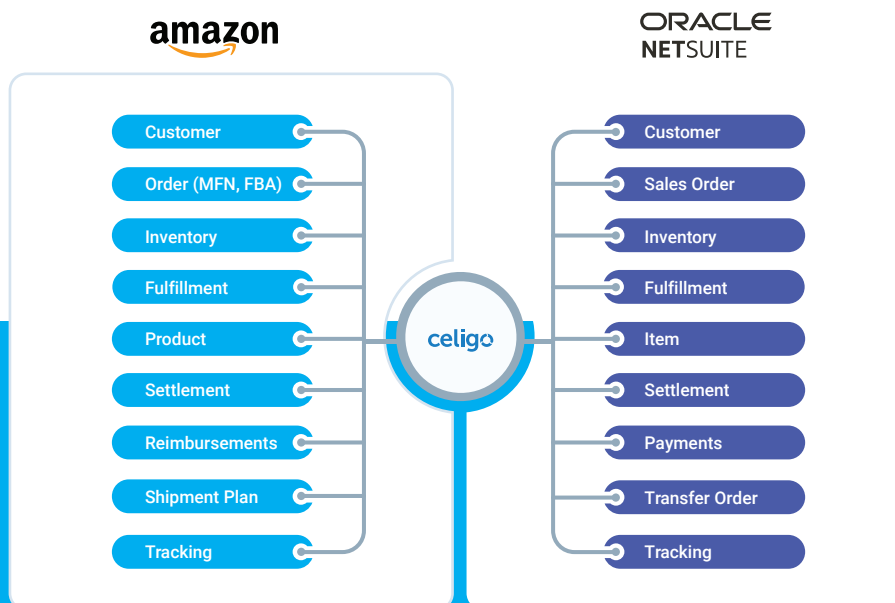 amazon
ORACLE
NETSUITE
Customer
Order (MFN, FBA)
Inventory
Fulfillment
Product
Settlement
Reimbursements
Shipment Plan
Tracking
celigo
Customer
Sales Order
Inventory
Fulfillment
Item
Settlement
Payments
Transfer Order
Tracking